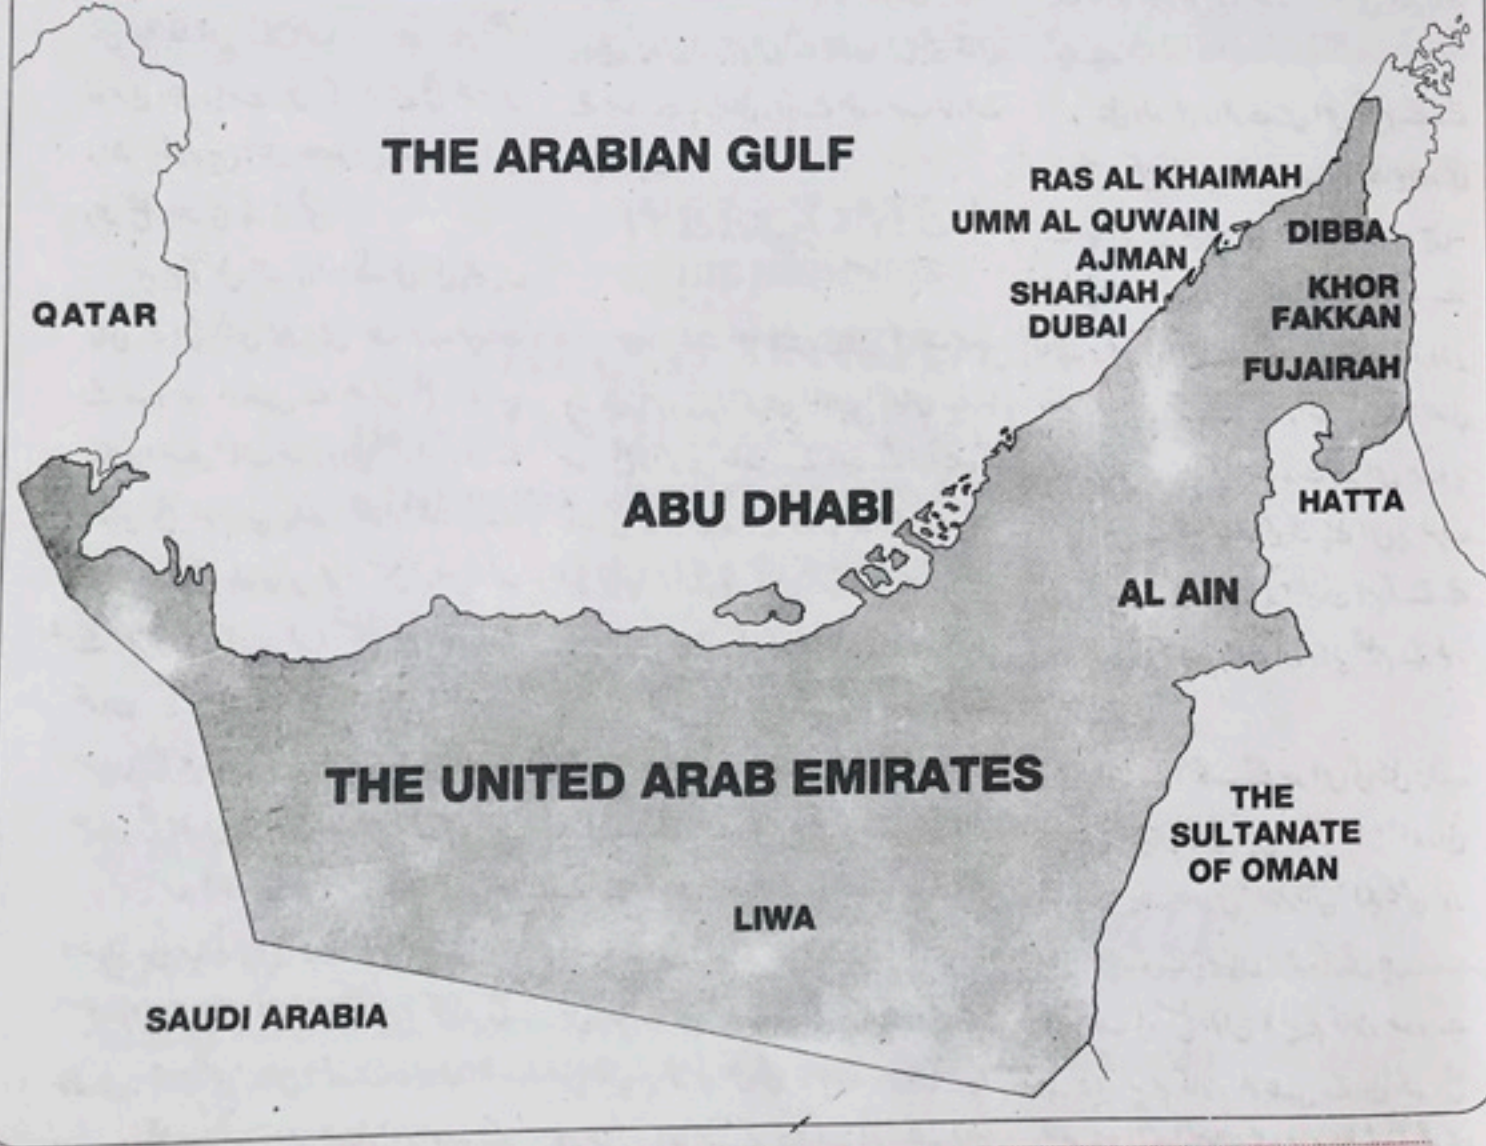 THE ARABIAN GULF
RAS AL KHAIMAH
UMM AL QUWAIN
DIBBA
AJMAN
SHARJAH
KHOR
FAKKAN
QATAR
DUBAI
FUJAIRAH
ABU DHABI
HATTA
AL AIN
THE UNITED ARAB EMIRATES
THE
SULTANATE
OF OMAN
LIWA
SAUDI ARABIA